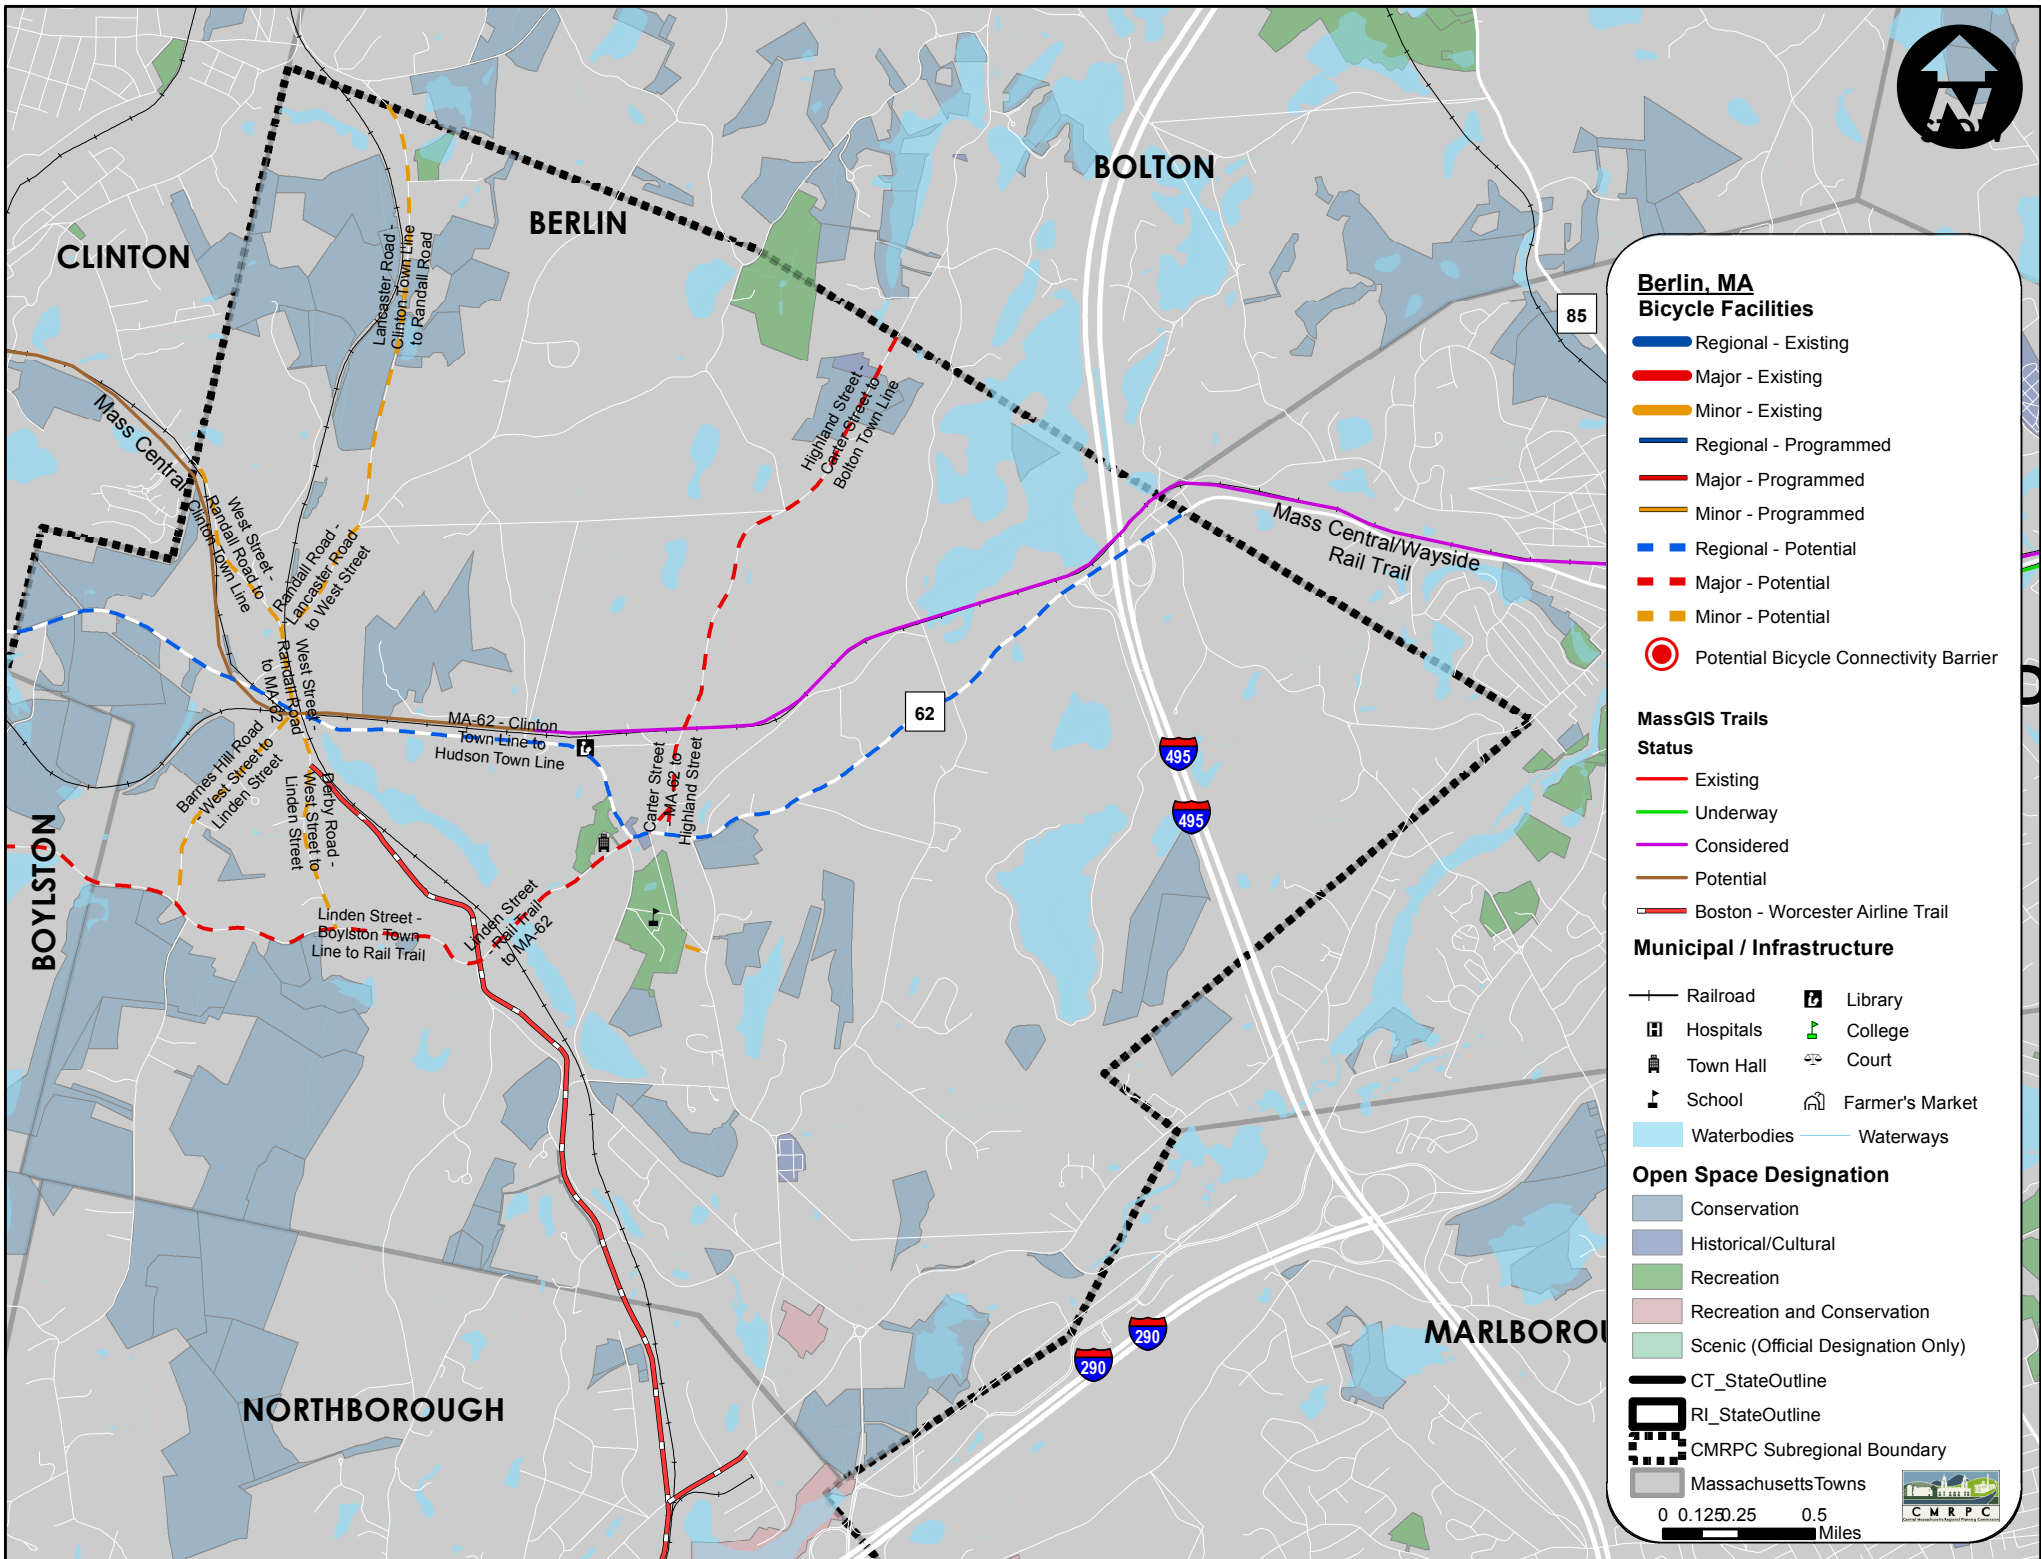 BOLTON
BERLIN
CLINTON
N
85
Lancaster Road -
Clinton Town Line
to Randall Road
Highland Street -
Carter Street to
Bolton Town Line
Mass Central
West Street -
Randall Road to
Clinton Town Line
Randall Road -
Lancaster Road
to West Street
Mass Central/Wayside
Rail Trail
West Street -
Randall Road
to MA-62
62
MA-62 - Clinton
Town Line to
Hudson Town Line
Carter Street
- MA-62 to
Highland Street
Barnes Hill Road
- West Street to
Linden Street
Derby Road -
West Street to
Linden Street
495
495
BOYLSTON
Linden Street -
Boylston Town
Line to Rail Trail
Linden Street
- Rail Trail
to MA-62
290
290
MARLBOROU
NORTHBOROUGH
Berlin, MA
Bicycle Facilities
Regional - Existing
Major - Existing
Minor - Existing
Regional - Programmed
Major - Programmed
Minor - Programmed
Regional - Potential
Major - Potential
Minor - Potential
Potential Bicycle Connectivity Barrier
MassGIS Trails
Status
Existing
Underway
Considered
Potential
Boston - Worcester Airline Trail
Municipal / Infrastructure
Railroad
Library
Hospitals
College
Town Hall
Court
School
Farmer's Market
Waterbodies
Waterways
Open Space Designation
Conservation
Historical/Cultural
Recreation
Recreation and Conservation
Scenic (Official Designation Only)
CT_StateOutline
RI_StateOutline
CMRPC Subregional Boundary
MassachusettsTowns
0 0.125 0.25 0.5
Miles
CMRPC
Central Massachusetts Regional Planning Commission